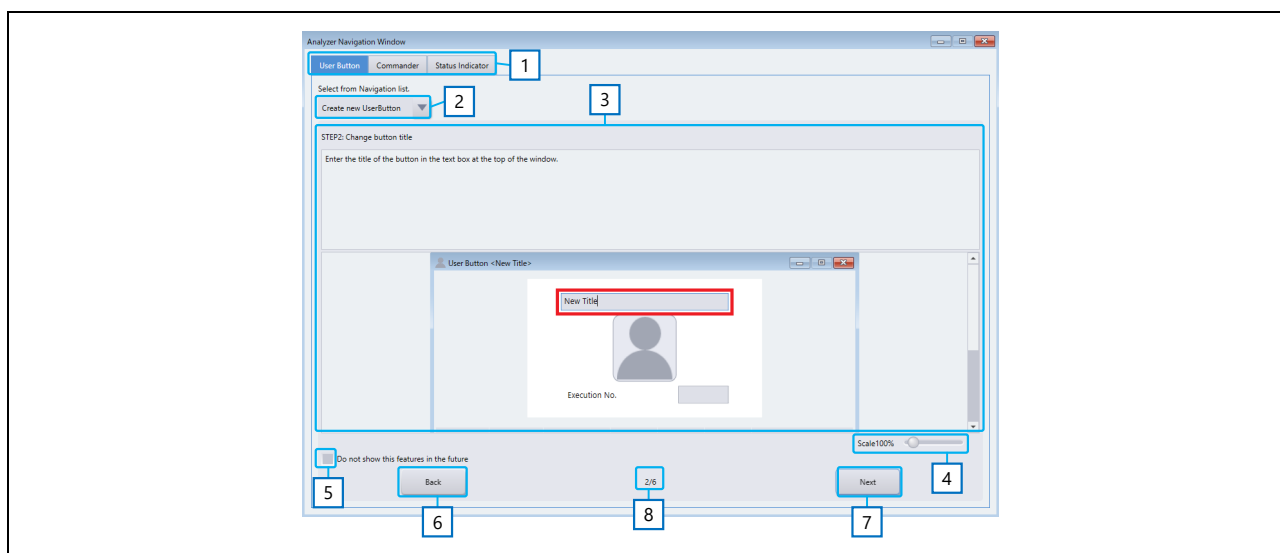 Analyzer Navigation Window
User Button Commander Status Indicator
1
Select from Navigation list.
Create new UserButton
2
3
STEP2: Change button title
Enter the title of the button in the text box at the top of the window.
User Button <New Title>
New Title
Execution No.
Scale100%
4
Do not show this features in the future
5
Back
6
2/6
8
Next
7